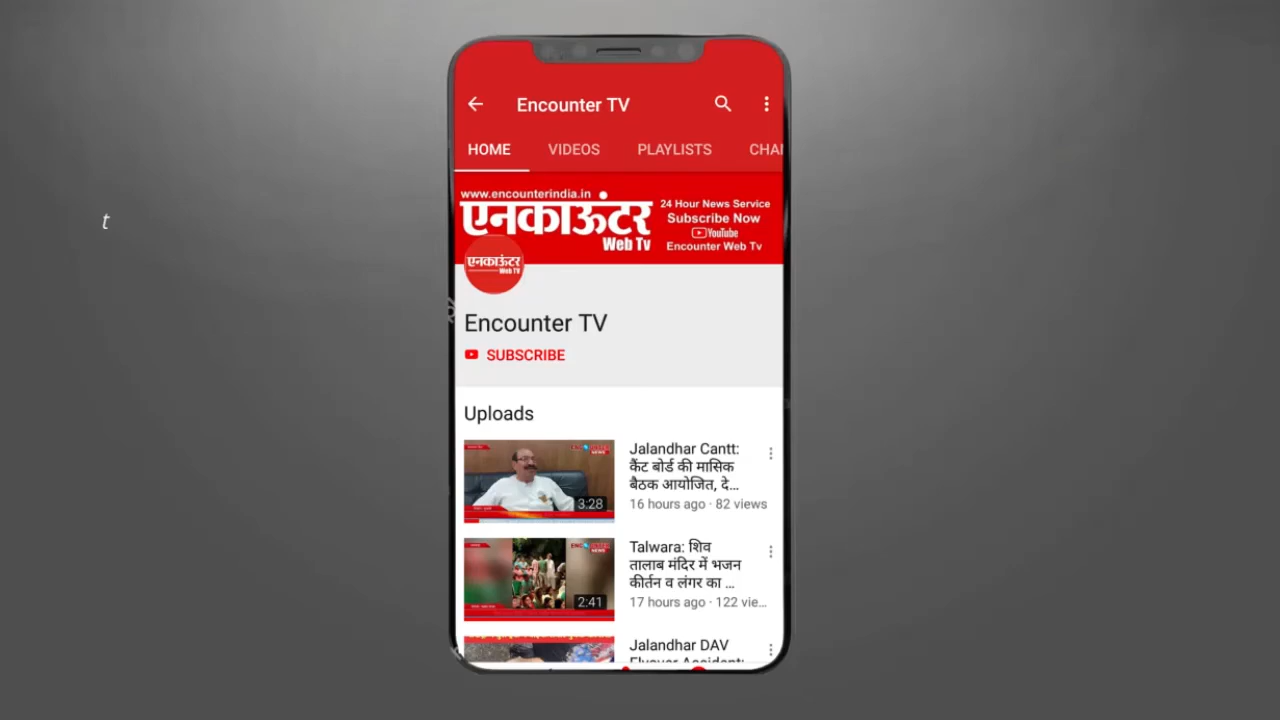 Encounter TV
HOME VIDEOS PLAYLISTS CHA
www.encounterindia.in
एनकाऊंटर
Web Tv
24 Hour News Service
Subscribe Now
YouTube
Encounter Web Tv
एनकाऊंटर
Web TV
t
Encounter TV
SUBSCRIBE
Uploads
3:28
Jalandhar Cantt:
कैंट बोर्ड की मासिक
बैठक आयोजित, दे...
16 hours ago · 82 views
2:41
Talwara: शिव
तालाब मंदिर में भजन
कीर्तन व लंगर का ...
17 hours ago · 122 vie...
Jalandhar DAV
Flyover Accident: